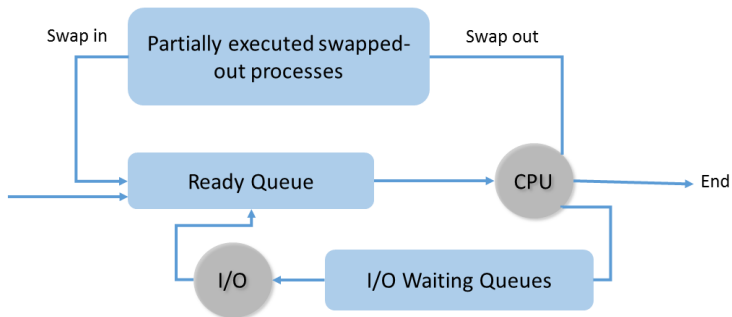 Swap in
Partially executed swapped-
out processes
Swap out
Ready Queue
CPU
End
I/O
I/O Waiting Queues